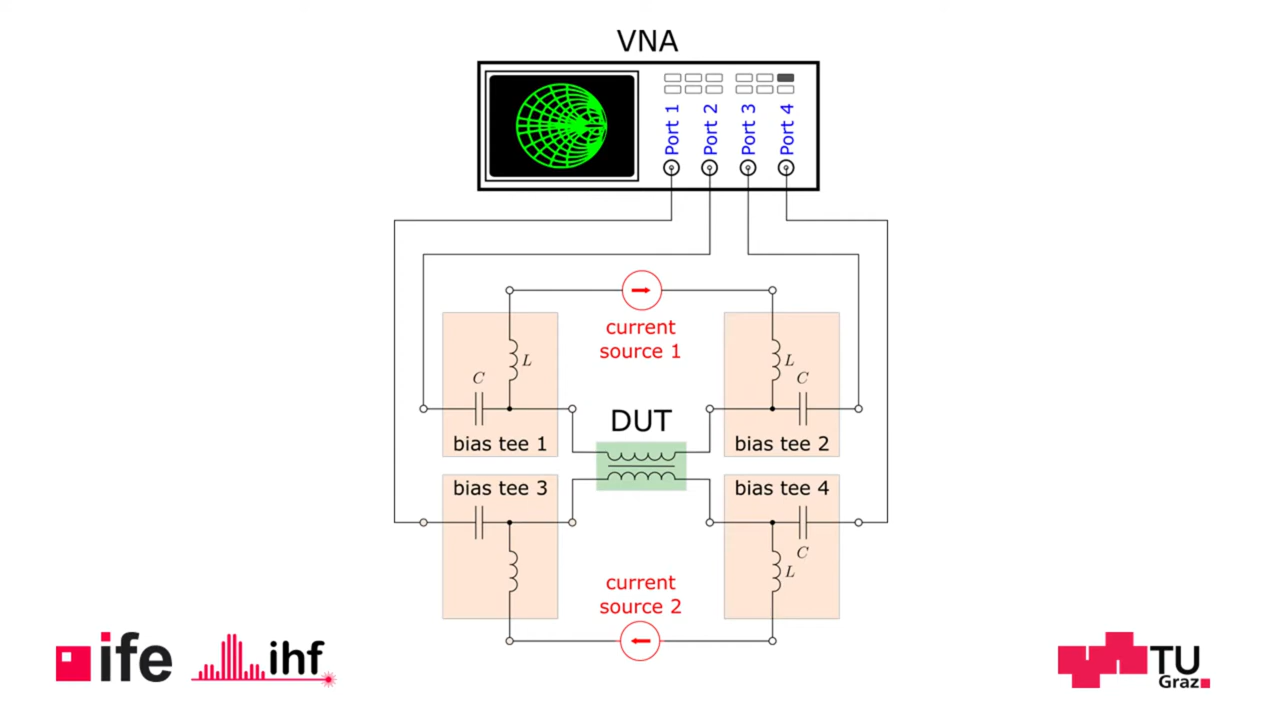 VNA
Port 1
Port 2
Port 3
Port 4
current
source 1
L
L
C
C
DUT
bias tee 1
bias tee 2
bias tee 3
bias tee 4
C
L
current
source 2
ife
ihf
TU
Graz